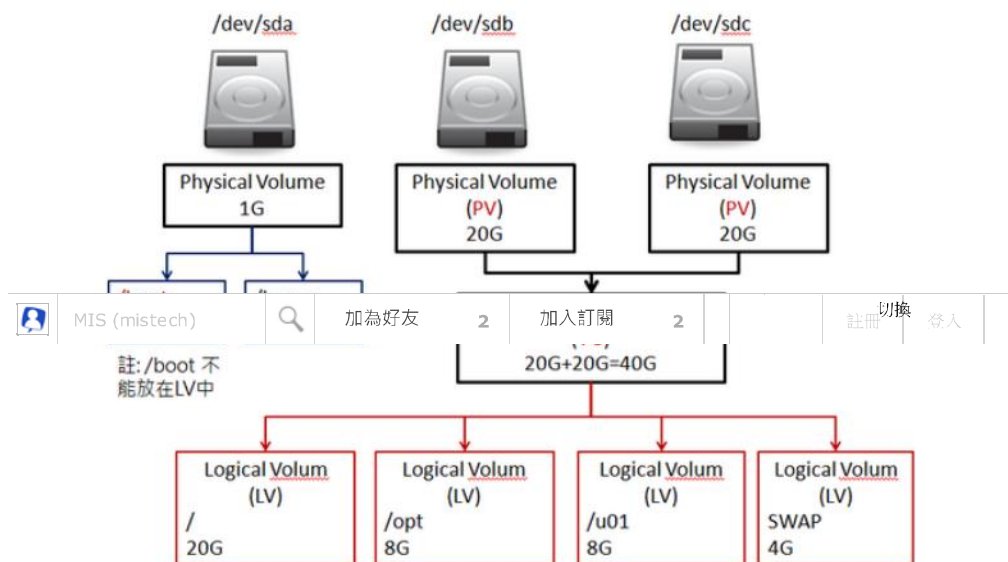 /dev/sda
/dev/sdb
/dev/sdc
Physical Volume
1G
Physical Volume
(PV)
20G
Physical Volume
(PV)
20G
MIS (mistech)
加為好友
2
加入訂閱
2
註冊
切換
登入
註: /boot 不
能放在LV中
20G+20G=40G
Logical Volum
(LV)
/
20G
Logical Volum
(LV)
/opt
8G
Logical Volum
(LV)
/u01
8G
Logical Volum
(LV)
SWAP
4G